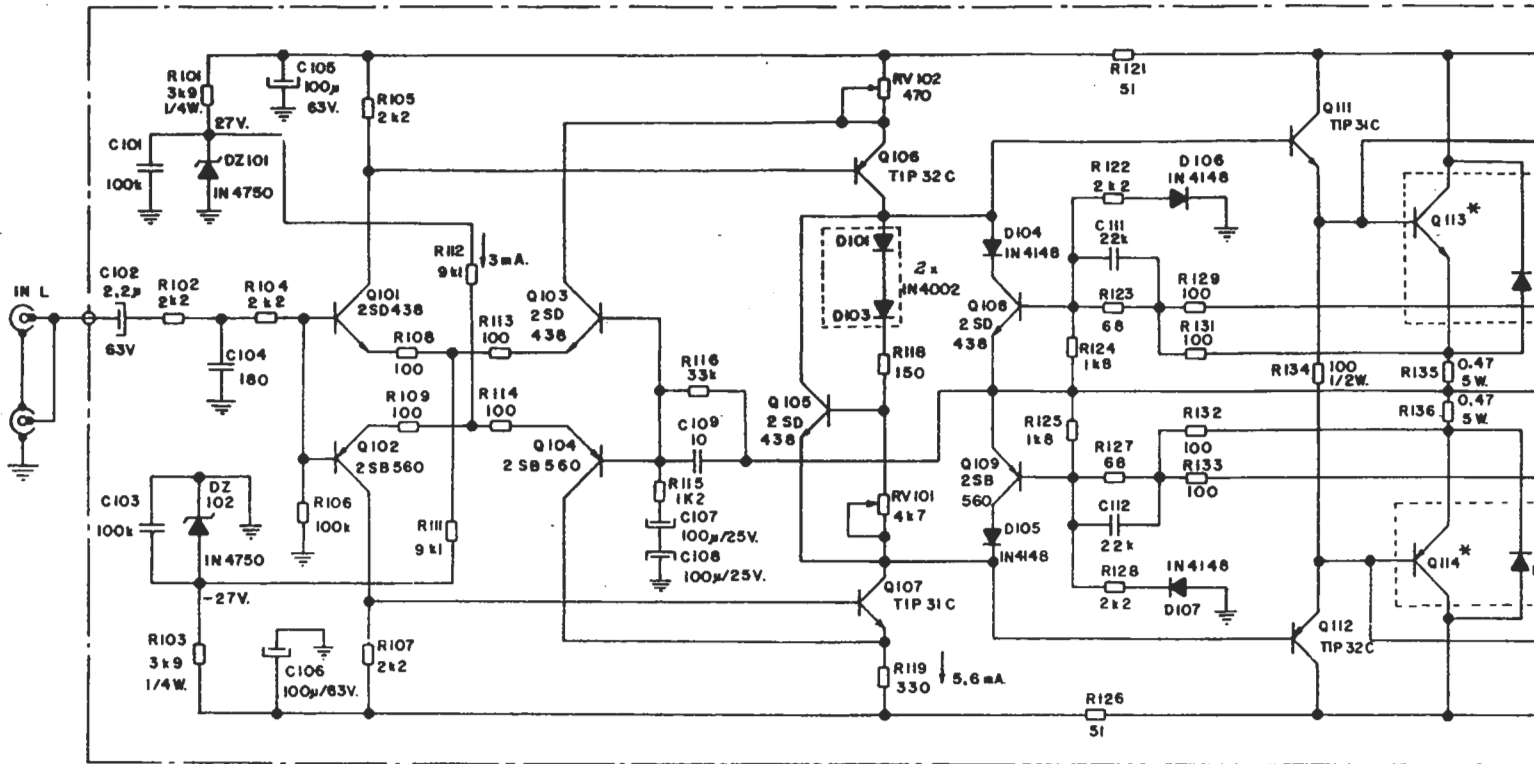 R101
3k9
1/4W.
C105
100µ
63V.
R105
2k2
27V.
C101
100k
DZ101
IN4750
RV102
470
Q106
TIP32C
R121
51
Q111
TIP31C
D106
IN4148
R122
2k2
C111
22k
Q113*
R112
9k1
3mA.
D101
2x
IN4002
D103
D104
IN4148
IN L
C102
2,2µ
63V
R102
2k2
R104
2k2
Q101
2SD438
Q103
2SD
438
R108
100
R113
100
C104
180
Q108
2SD
438
R123
68
R129
100
R131
100
R124
1k8
R118
150
R134
100
1/2W.
R135
0.47
5W.
R136
0.47
5W.
R116
33k
R109
100
R114
100
Q102
2SB560
Q104
2SB560
C109
10
Q105
2SD
438
R125
1k8
R132
100
R127
68
R133
100
Q109
2SB
560
C103
100k
DZ
102
IN4750
R106
100k
R111
9k1
R115
1K2
C107
100µ/25V.
C108
100µ/25V.
RV101
4k7
D105
IN4148
C112
22k
R128
2k2
IN4148
D107
Q114*
-27V.
Q107
TIP31C
R103
3k9
1/4W.
C106
100µ/63V.
R107
2k2
R119
330
5,6mA.
Q112
TIP32C
R126
51